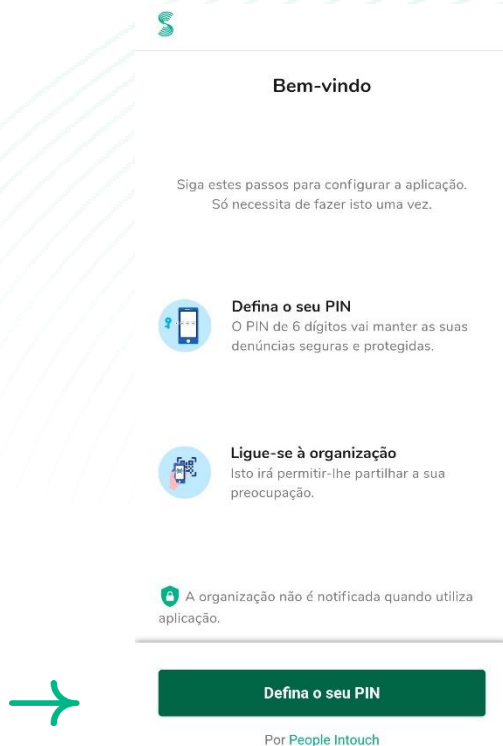 Bem-vindo
Siga estes passos para configurar a aplicação.
Só necessita de fazer isto uma vez.
Defina o seu PIN
O PIN de 6 dígitos vai manter as suas
denúncias seguras e protegidas.
Ligue-se à organização
Isto irá permitir-lhe partilhar a sua
preocupação.
A organização não é notificada quando utiliza
aplicação.
Defina o seu PIN
Por People Intouch